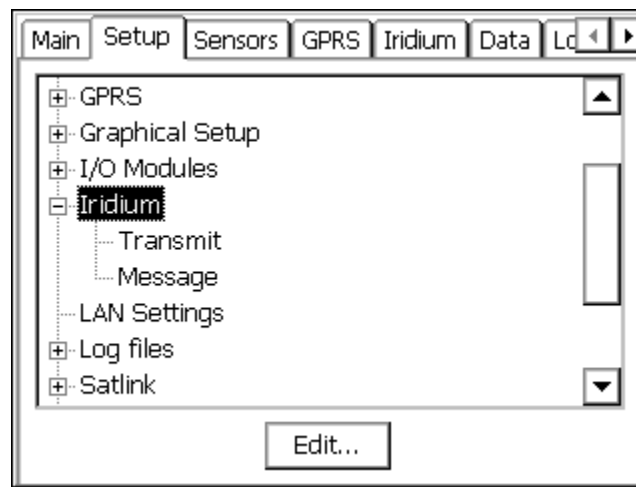 Main Setup Sensors GPRS Iridium Data
GPRS
Graphical Setup
I/O Modules
Iridium
Transmit
Message
LAN Settings
Log files
Satlink
Edit...